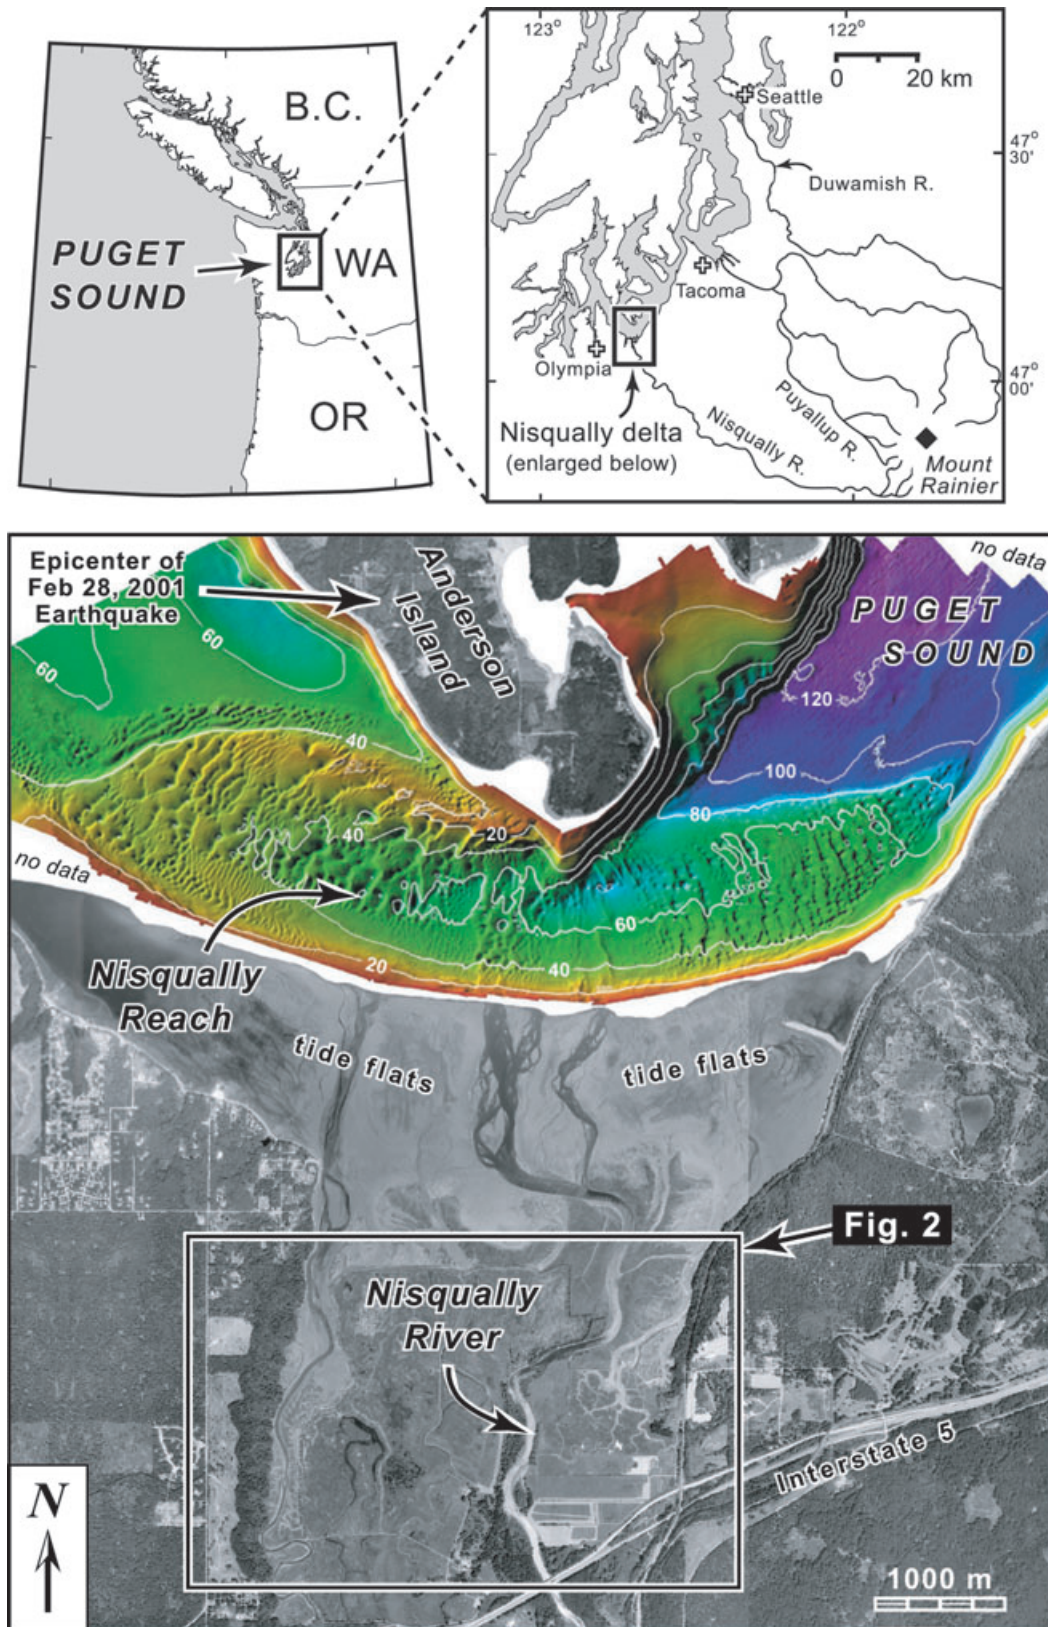 B.C.
PUGET
SOUND
WA
OR
123°
122°
0 20 km
Seattle
47°
30'
Duwamish R.
Tacoma
Olympia
47°
00'
Nisqually delta
(enlarged below)
Nisqually R.
Puyallup R.
Mount
Rainier
Epicenter of
Feb 28, 2001
Earthquake
Anderson
Island
no data
PUGET
SOUND
60
60
120
40
100
80
20
40
no data
60
40
20
Nisqually
Reach
tide flats
tide flats
Fig. 2
Nisqually
River
Interstate 5
N
1000 m